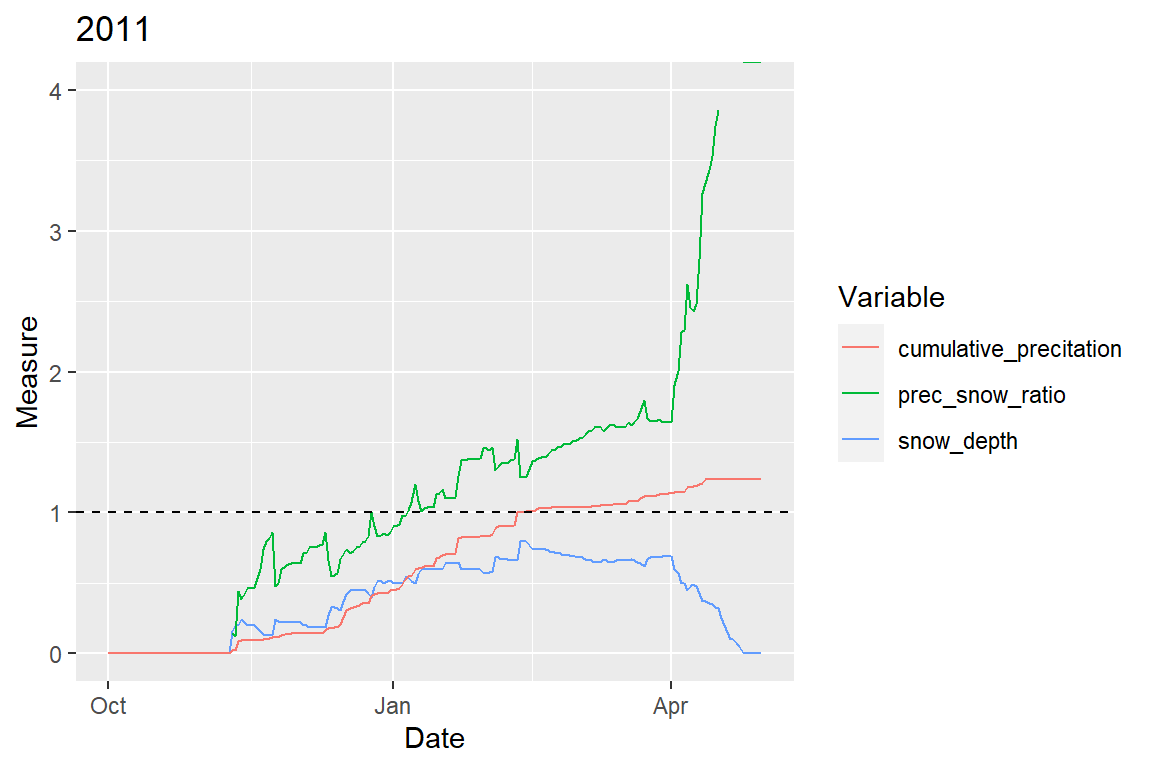 2011
4
3
2
1
0
Measure
Oct
Jan
Apr
Date
Variable
cumulative_precitation
prec_snow_ratio
snow_depth